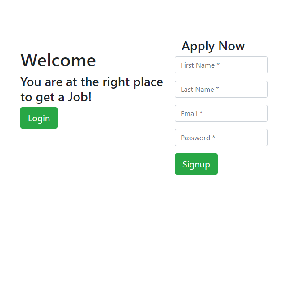 Welcome
You are at the right place
to get a Job!
Login
Apply Now
First Name *
Last Name *
Email *
Password *
Signup